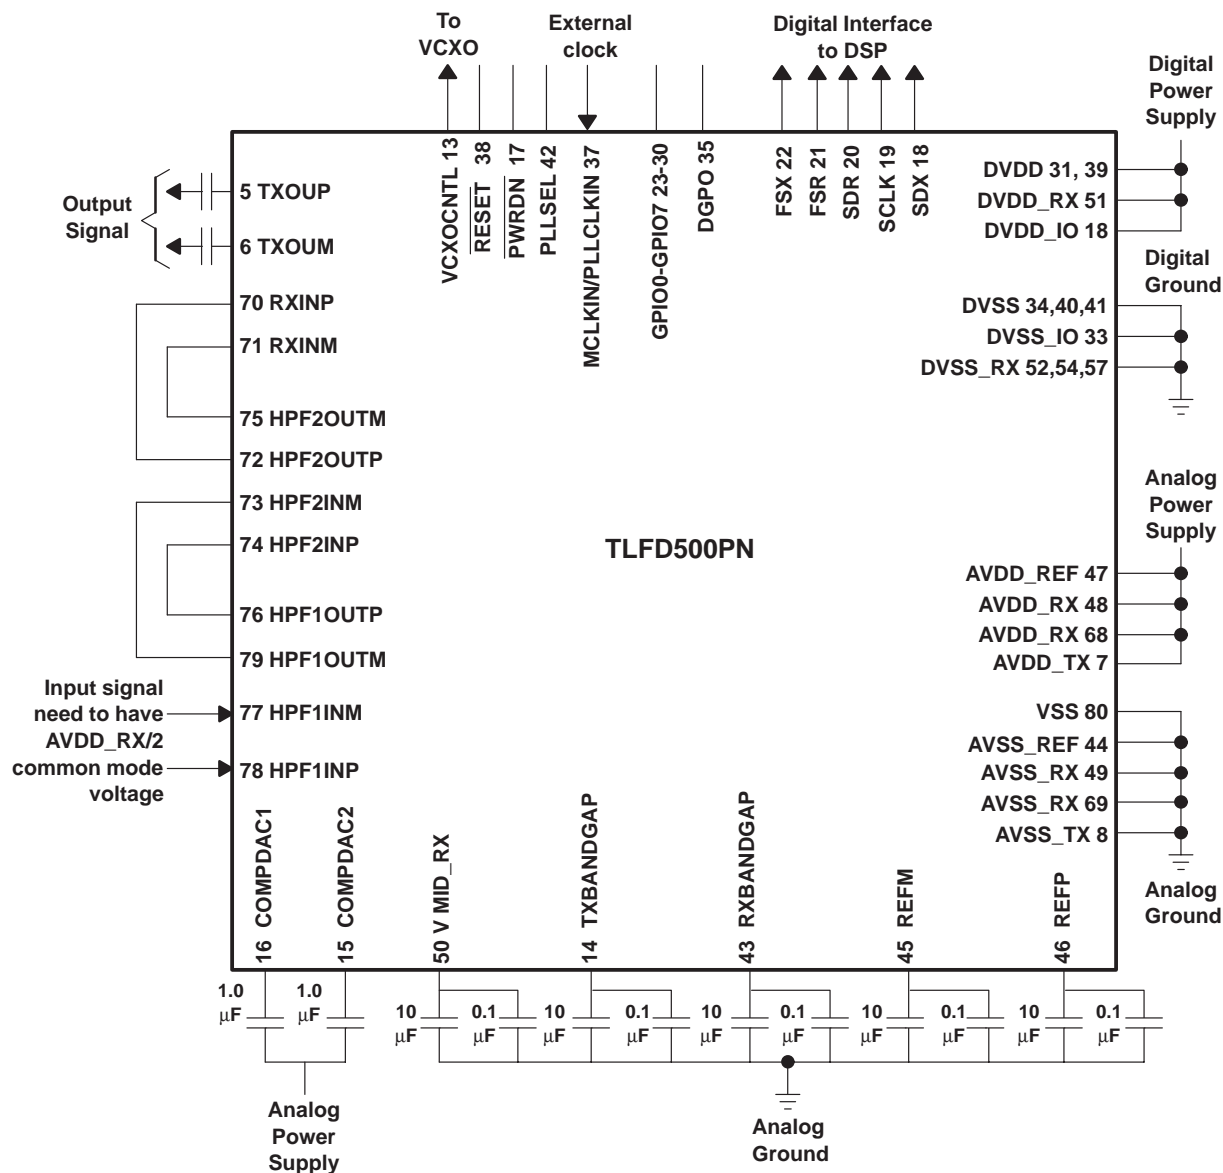 To
VCXO
External
clock
Digital Interface
to DSP
Digital
Power
Supply
VCXOCNTL 13
RESET 38
PWRDN 17
PLLSEL 42
MCLKIN/PLLCLKIN 37
GPIO0-GPIO7 23-30
DGPO 35
FSX 22
FSR 21
SDR 20
SCLK 19
SDX 18
Output
Signal
5 TXOUP
6 TXOUM
70 RXINP
71 RXINM
75 HPF2OUTM
72 HPF2OUTP
73 HPF2INM
74 HPF2INP
76 HPF1OUTP
79 HPF1OUTM
Input signal
need to have
AVDD_RX/2
common mode
voltage
77 HPF1INM
78 HPF1INP
TLFD500PN
DVDD 31, 39
DVDD_RX 51
DVDD_IO 18
Digital
Ground
DVSS 34,40,41
DVSS_IO 33
DVSS_RX 52,54,57
Analog
Power
Supply
AVDD_REF 47
AVDD_RX 48
AVDD_RX 68
AVDD_TX 7
VSS 80
AVSS_REF 44
AVSS_RX 49
AVSS_RX 69
AVSS_TX 8
Analog
Ground
16 COMPDAC1
15 COMPDAC2
50 V MID_RX
14 TXBANDGAP
43 RXBANDGAP
45 REFM
46 REFP
1.0
µF
1.0
µF
10
µF
0.1
µF
10
µF
0.1
µF
10
µF
0.1
µF
10
µF
0.1
µF
10
µF
0.1
µF
Analog
Power
Supply
Analog
Ground